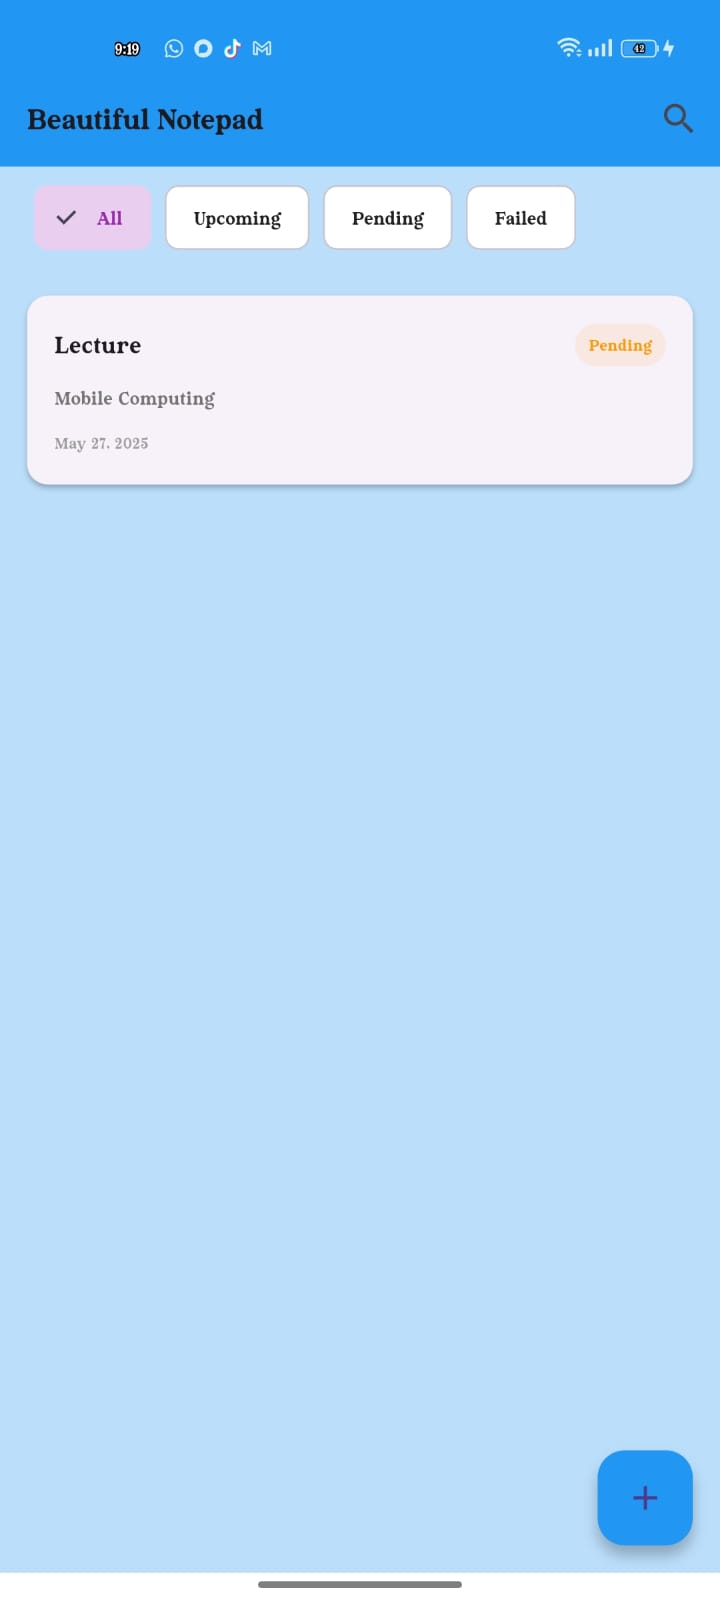 9:19 42
Beautiful Notepad
All Upcoming Pending Failed
Lecture Pending
Mobile Computing
May 27, 2025